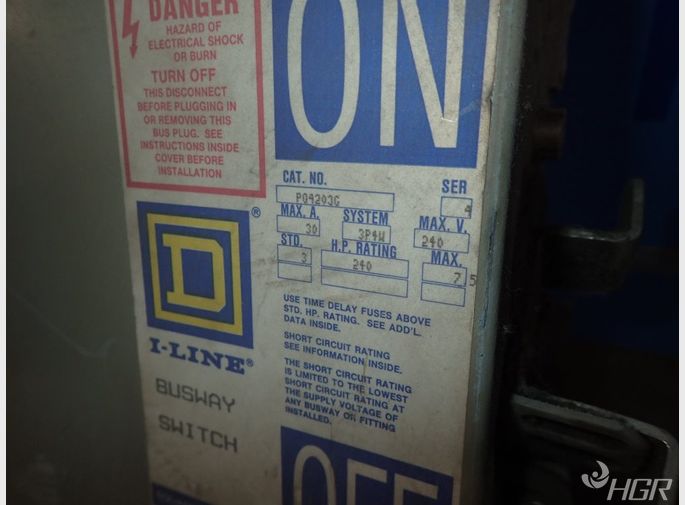 DANGER
HAZARD OF
ELECTRICAL SHOCK
OR BURN
TURN OFF
THIS DISCONNECT
BEFORE PLUGGING IN
OR REMOVING THIS
BUS PLUG. SEE
INSTRUCTIONS INSIDE
COVER BEFORE
INSTALLATION
ON
CAT. NO. SER
PQ4203G 4
MAX. A. SYSTEM MAX. V.
30 3P4W 240
STD. H.P. RATING MAX.
3 240 7.5
USE TIME DELAY FUSES ABOVE
STD. HP. RATING. SEE ADD'L.
DATA INSIDE.
SHORT CIRCUIT RATING
SEE INFORMATION INSIDE.
THE SHORT CIRCUIT RATING
IS LIMITED TO THE LOWEST
SHORT CIRCUIT RATING AT
THE SUPPLY VOLTAGE OF
ANY BUSWAY OR FITTING
INSTALLED.
D ®
I-LINE®
BUSWAY
SWITCH
OFF
HGR